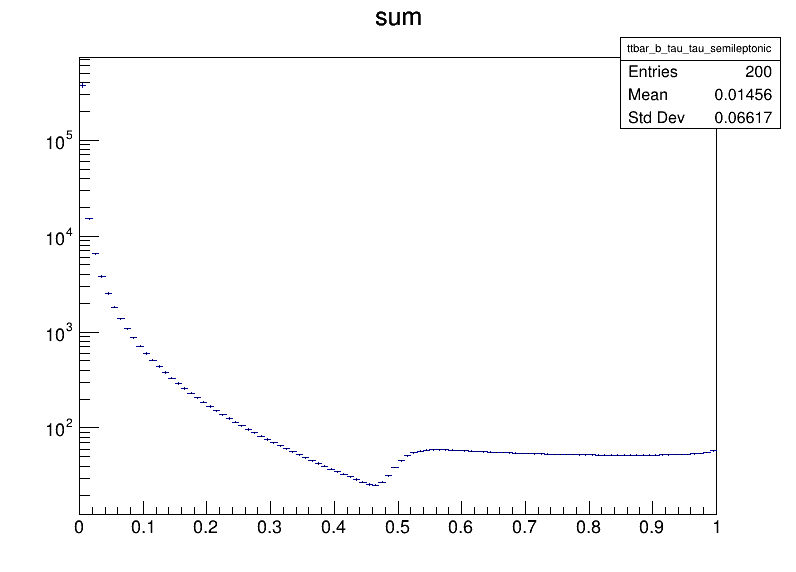 sum
ttbar_b_tau_tau_semileptonic
Entries 200
Mean 0.01456
Std Dev 0.06617
10^5
10^4
10^3
10^2
0 0.1 0.2 0.3 0.4 0.5 0.6 0.7 0.8 0.9 1